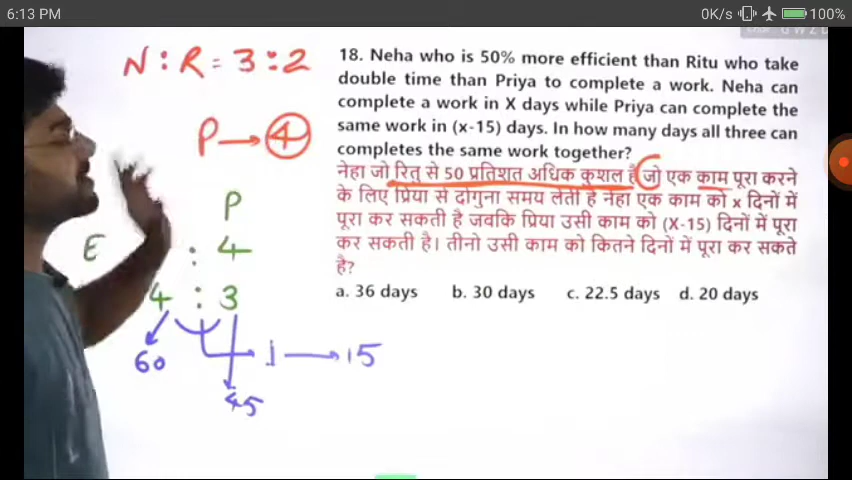 6:13 PM
0K/s 100%
N : R = 3 : 2
P → 4
P
E : 4
4 : 3
60 1 → 15
45
18. Neha who is 50% more efficient than Ritu who take
double time than Priya to complete a work. Neha can
complete a work in X days while Priya can complete the
same work in (x-15) days. In how many days all three can
completes the same work together?
नेहा जो रितु से 50 प्रतिशत अधिक कुशल है जो एक काम पूरा करने
के लिए प्रिया से दोगुना समय लेती है नेहा एक काम को x दिनों में
पूरा कर सकती है जबकि प्रिया उसी काम को (X-15) दिनों में पूरा
कर सकती है। तीनो उसी काम को कितने दिनों में पूरा कर सकते
है?
a. 36 days b. 30 days c. 22.5 days d. 20 days